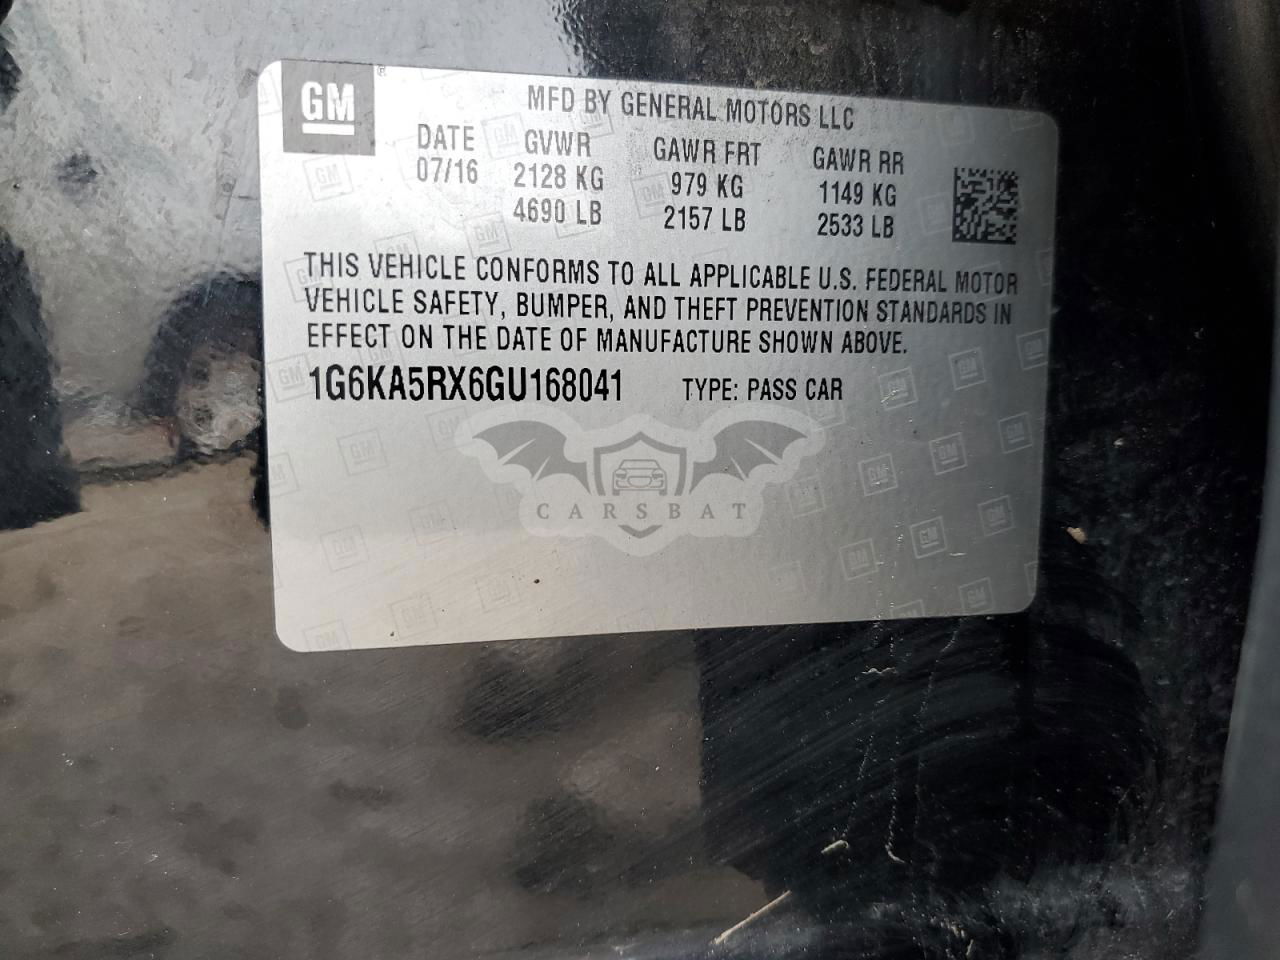 GM
MFD BY GENERAL MOTORS LLC
DATE GVWR GAWR FRT GAWR RR
07/16 2128 KG 979 KG 1149 KG
4690 LB 2157 LB 2533 LB
THIS VEHICLE CONFORMS TO ALL APPLICABLE U.S. FEDERAL MOTOR
VEHICLE SAFETY, BUMPER, AND THEFT PREVENTION STANDARDS IN
EFFECT ON THE DATE OF MANUFACTURE SHOWN ABOVE.
1G6KA5RX6GU168041 TYPE: PASS CAR
CARSBAT